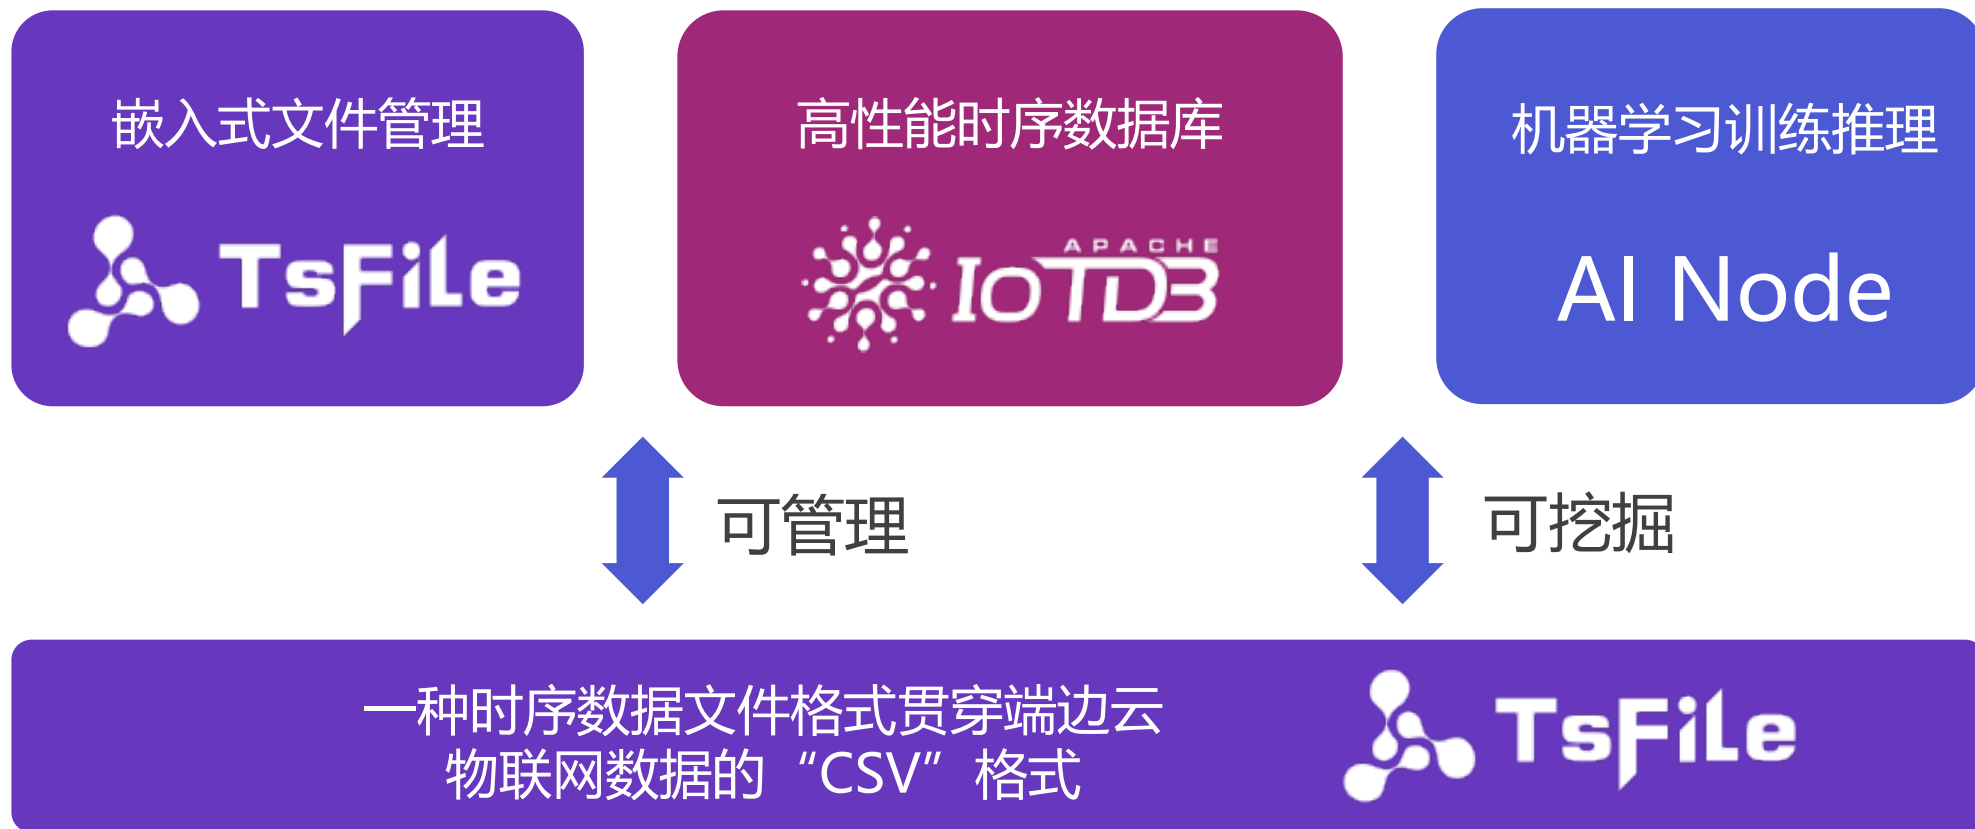 嵌入式文件管理
TsFile
高性能时序数据库
APACHE
IoTDB
机器学习训练推理
AI Node
可管理
可挖掘
一种时序数据文件格式贯穿端边云
物联网数据的“CSV”格式
TsFile